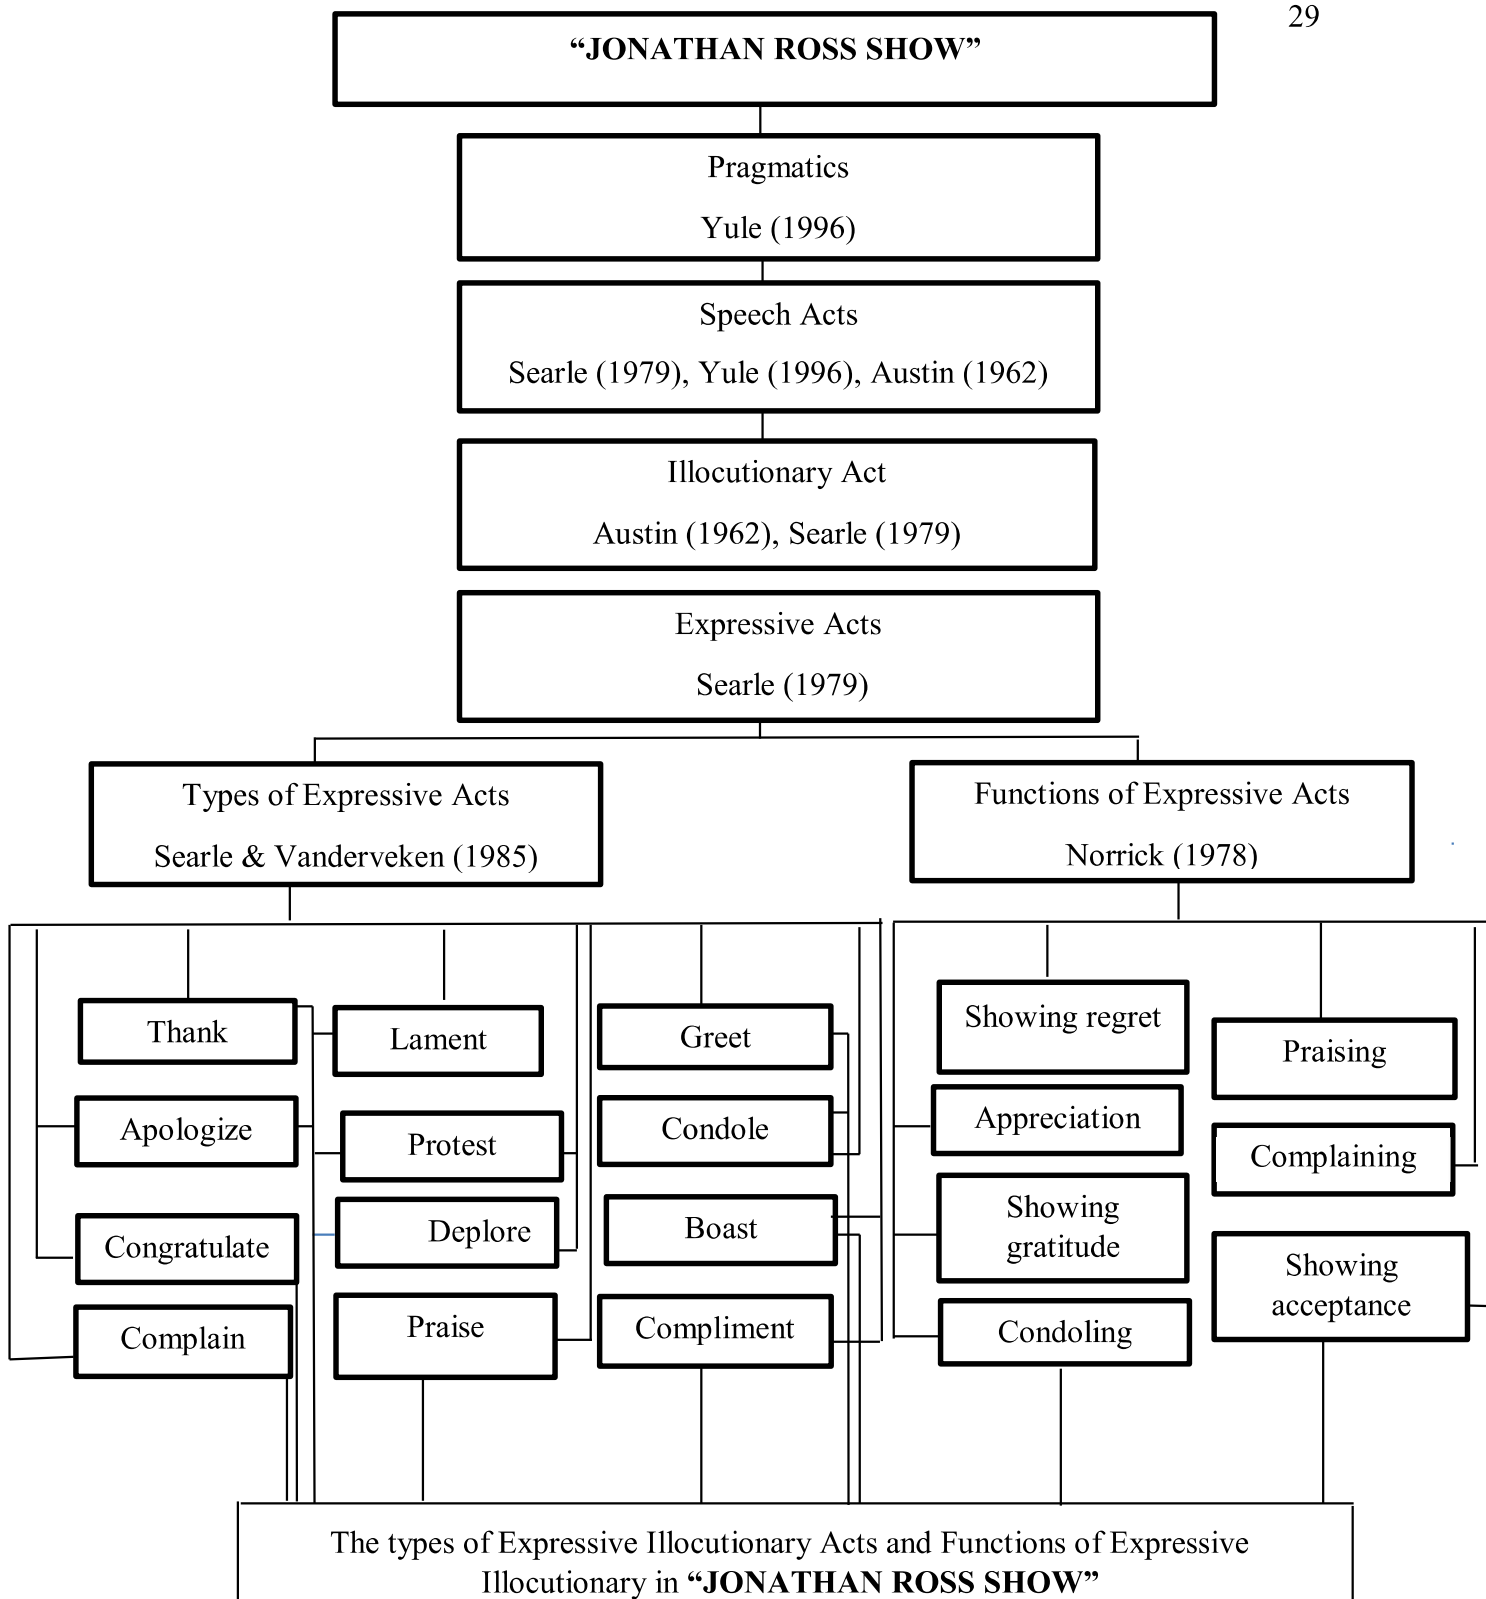 29
“JONATHAN ROSS SHOW”
Pragmatics
Yule (1996)
Speech Acts
Searle (1979), Yule (1996), Austin (1962)
Illocutionary Act
Austin (1962), Searle (1979)
Expressive Acts
Searle (1979)
Types of Expressive Acts
Searle & Vanderveken (1985)
Functions of Expressive Acts
Norrick (1978)
Thank
Apologize
Congratulate
Complain
Lament
Protest
Deplore
Praise
Greet
Condole
Boast
Compliment
Showing regret
Appreciation
Showing
gratitude
Condoling
Praising
Complaining
Showing
acceptance
The types of Expressive Illocutionary Acts and Functions of Expressive
Illocutionary in “JONATHAN ROSS SHOW”